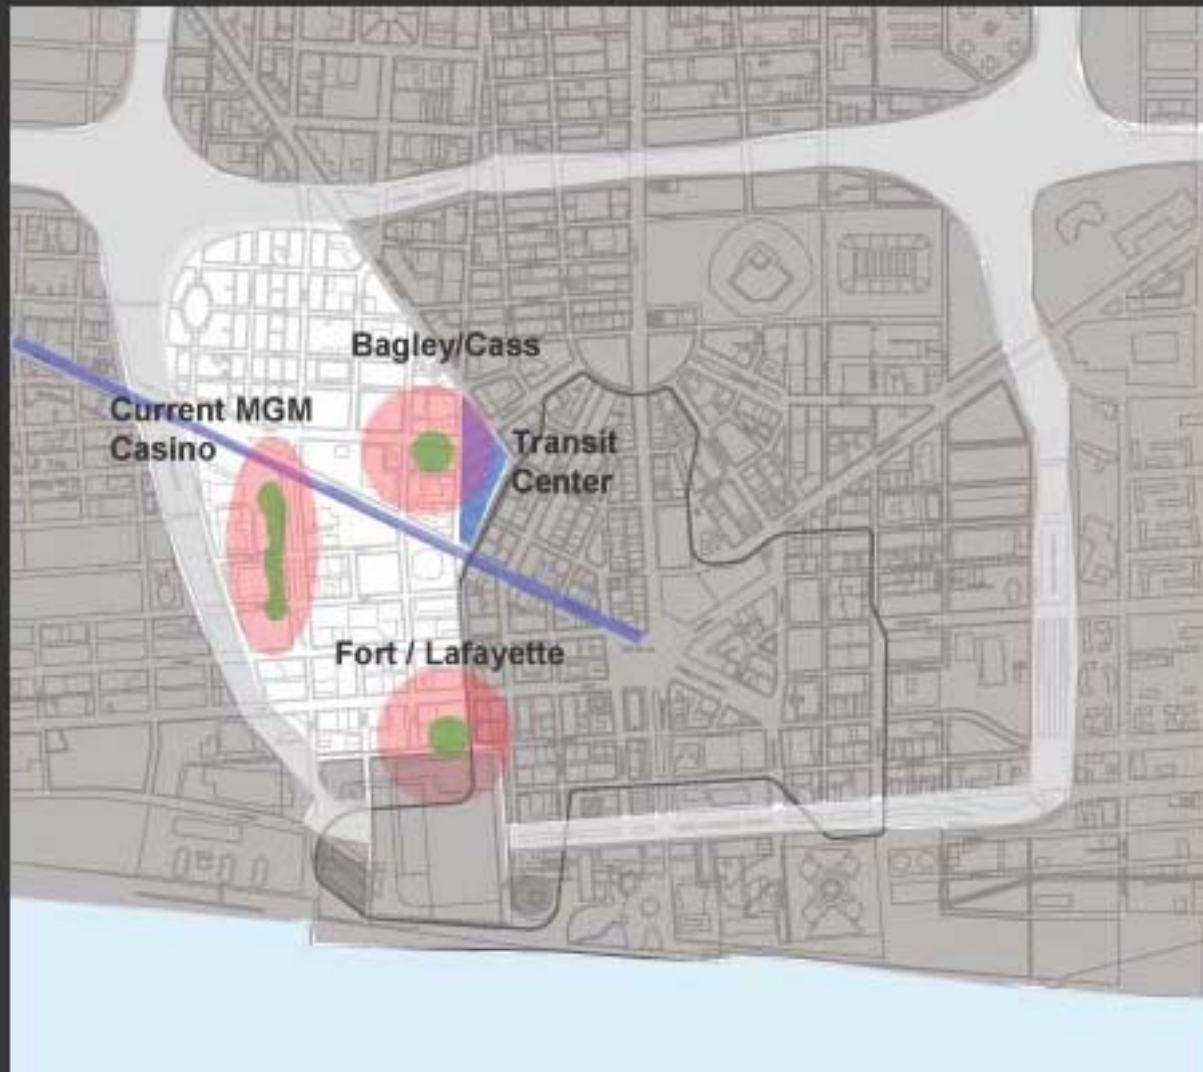 Bagley/Cass
Current MGM
Casino
Transit
Center
Fort / Lafayette